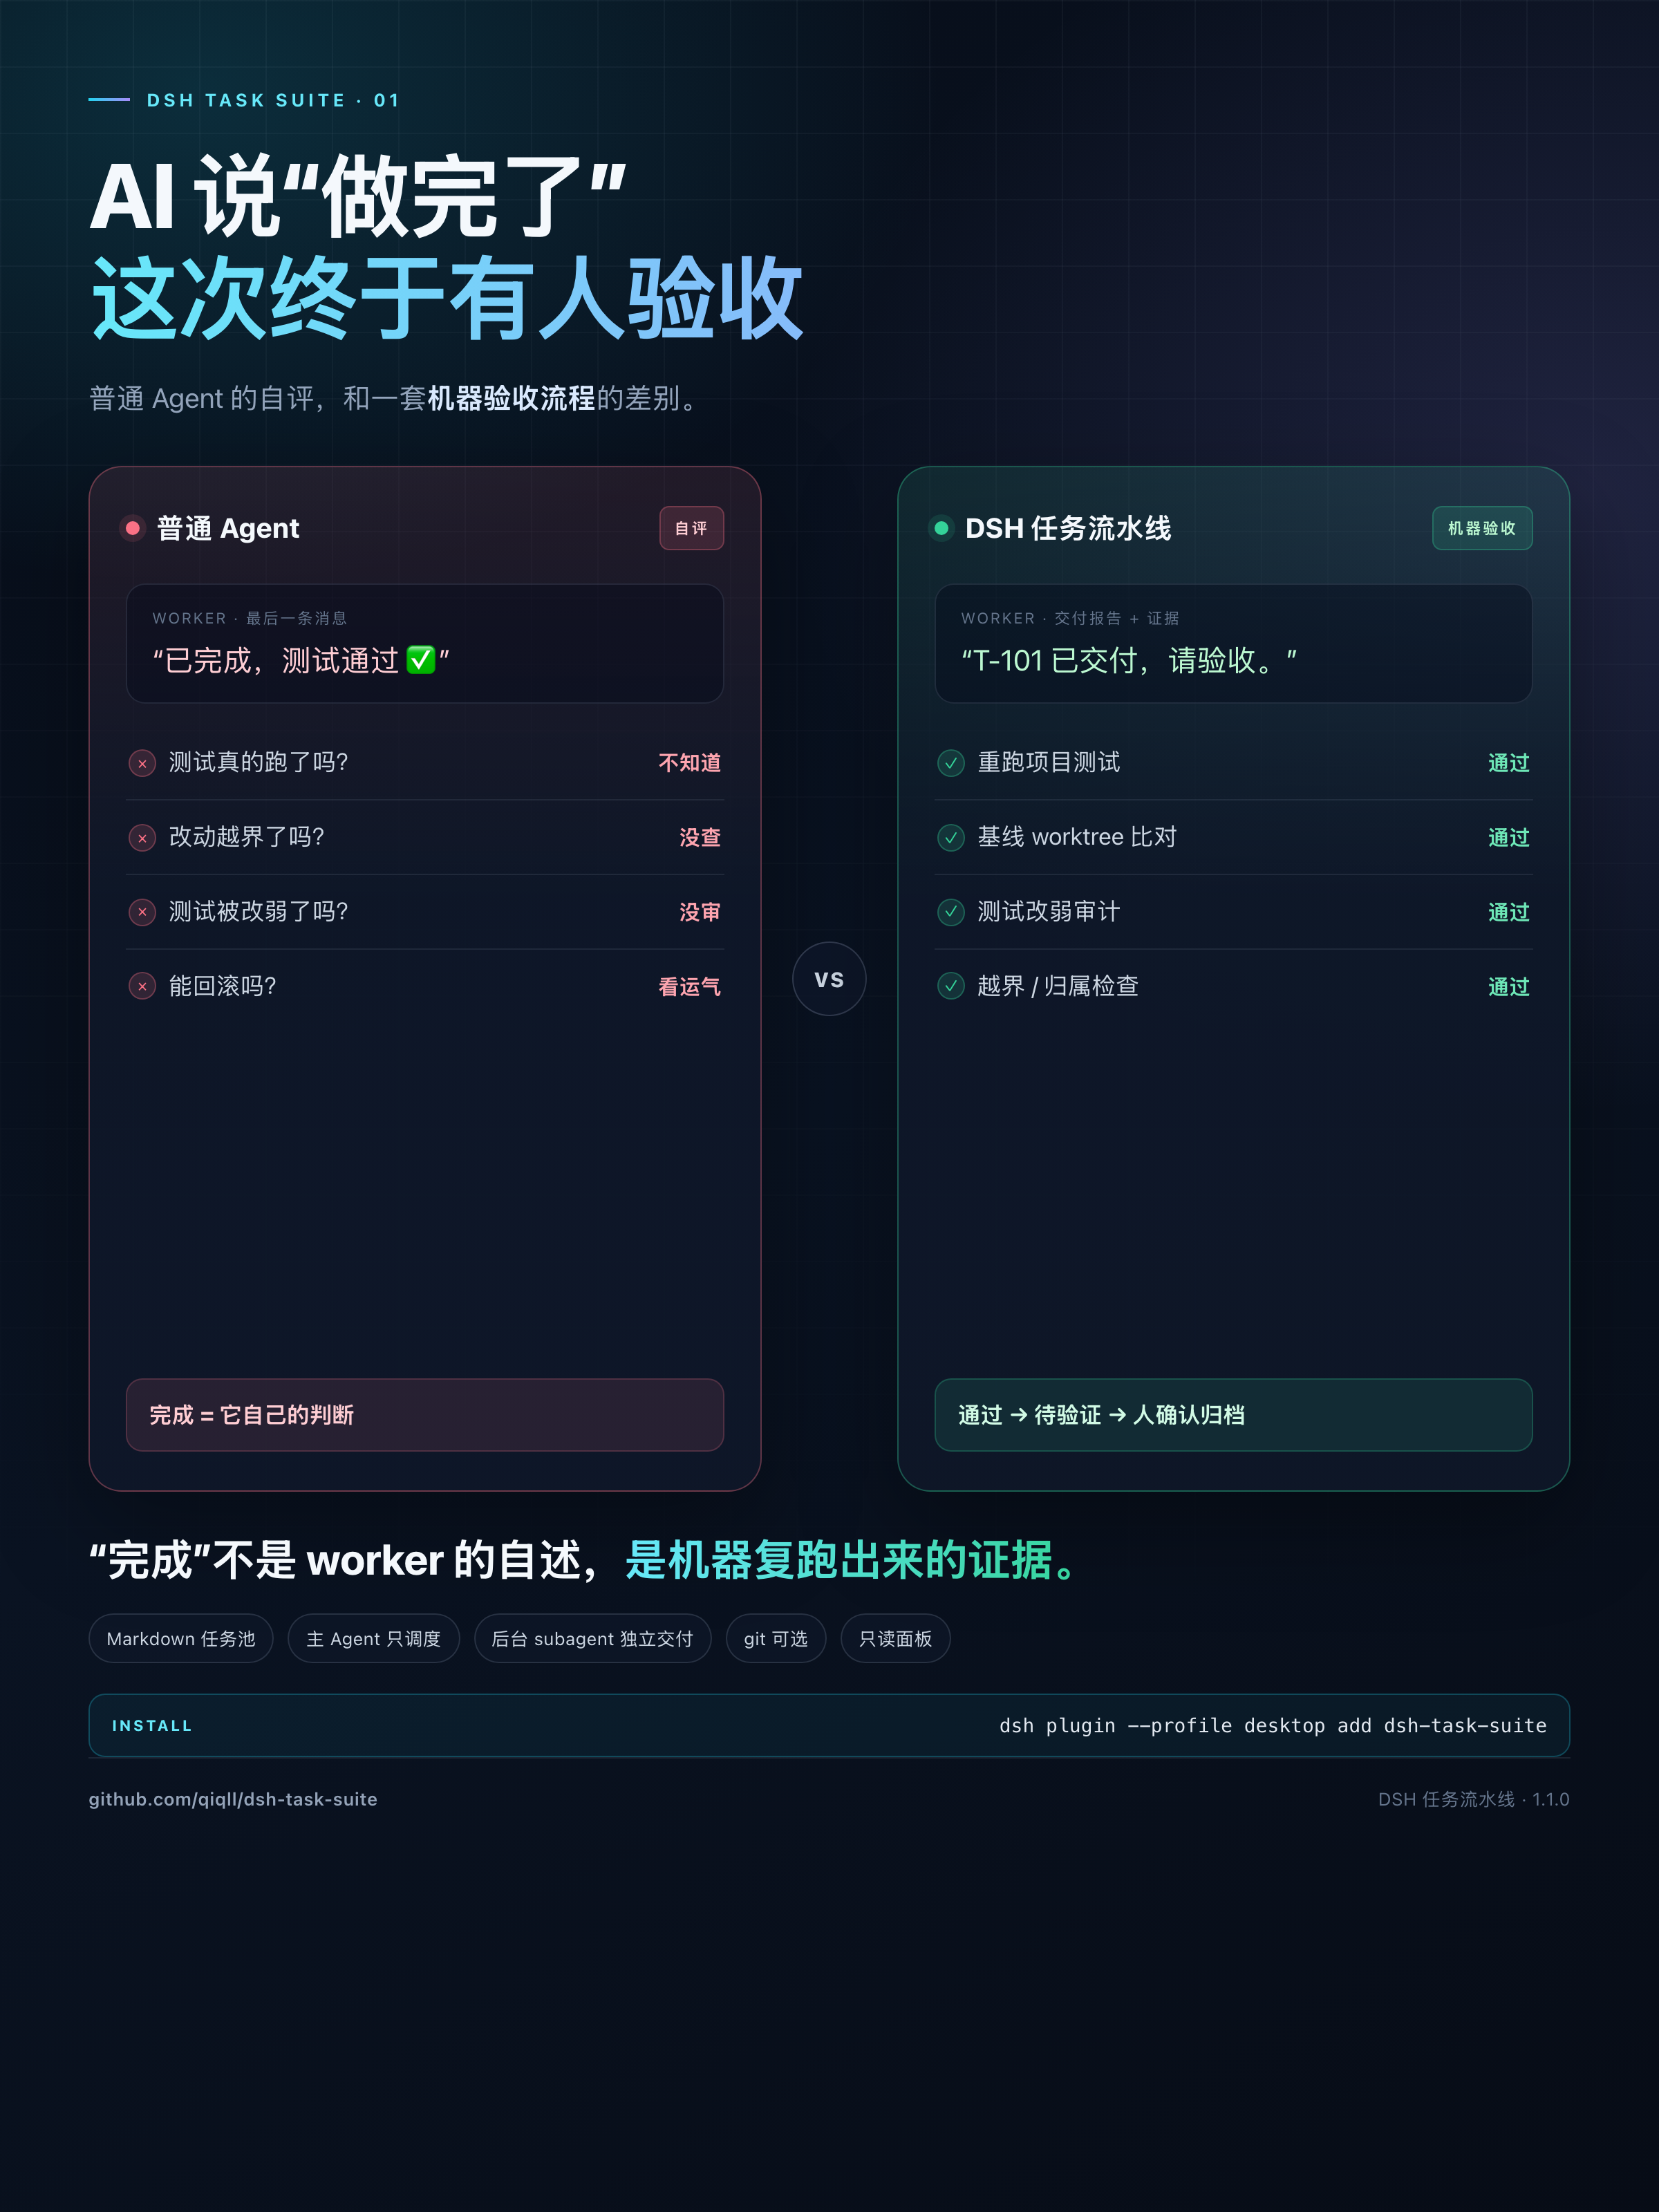 DSH TASK SUITE · 01
AI 说“做完了”
这次终于有人验收
普通 Agent 的自评，和一套机器验收流程的差别。
普通 Agent
自评
WORKER · 最后一条消息
“已完成，测试通过 ✅”
测试真的跑了吗？
不知道
改动越界了吗？
没查
测试被改弱了吗？
没审
能回滚吗？
看运气
完成 = 它自己的判断
VS
DSH 任务流水线
机器验收
WORKER · 交付报告 + 证据
“T-101 已交付，请验收。”
重跑项目测试
通过
基线 worktree 比对
通过
测试改弱审计
通过
越界 / 归属检查
通过
通过 → 待验证 → 人确认归档
“完成”不是 worker 的自述，是机器复跑出来的证据。
Markdown 任务池
主 Agent 只调度
后台 subagent 独立交付
git 可选
只读面板
INSTALL
dsh plugin --profile desktop add dsh-task-suite
github.com/qiqll/dsh-task-suite
DSH 任务流水线 · 1.1.0